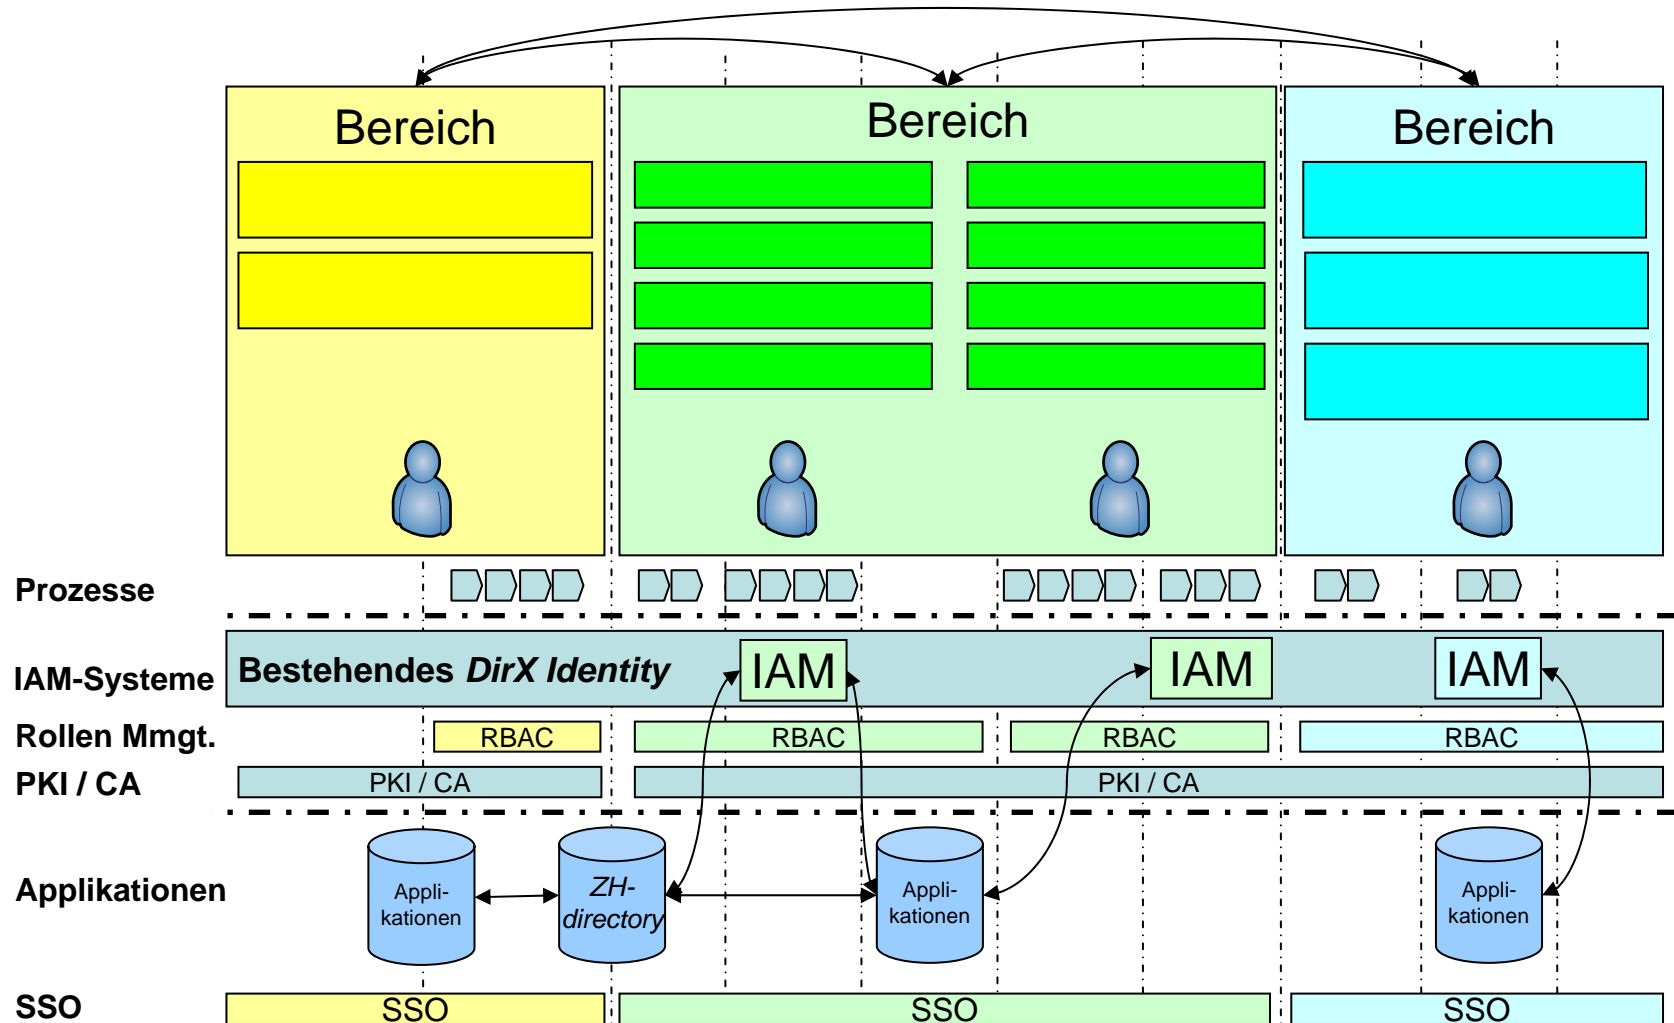 Bereich
Bereich
Bereich
Prozesse
IAM-Systeme
Bestehendes DirX Identity
IAM
IAM
IAM
Rollen Mmgt.
RBAC
RBAC
RBAC
RBAC
PKI / CA
PKI / CA
PKI / CA
Applikationen
Appli-
kationen
ZH-
directory
Appli-
kationen
Appli-
kationen
SSO
SSO
SSO
SSO